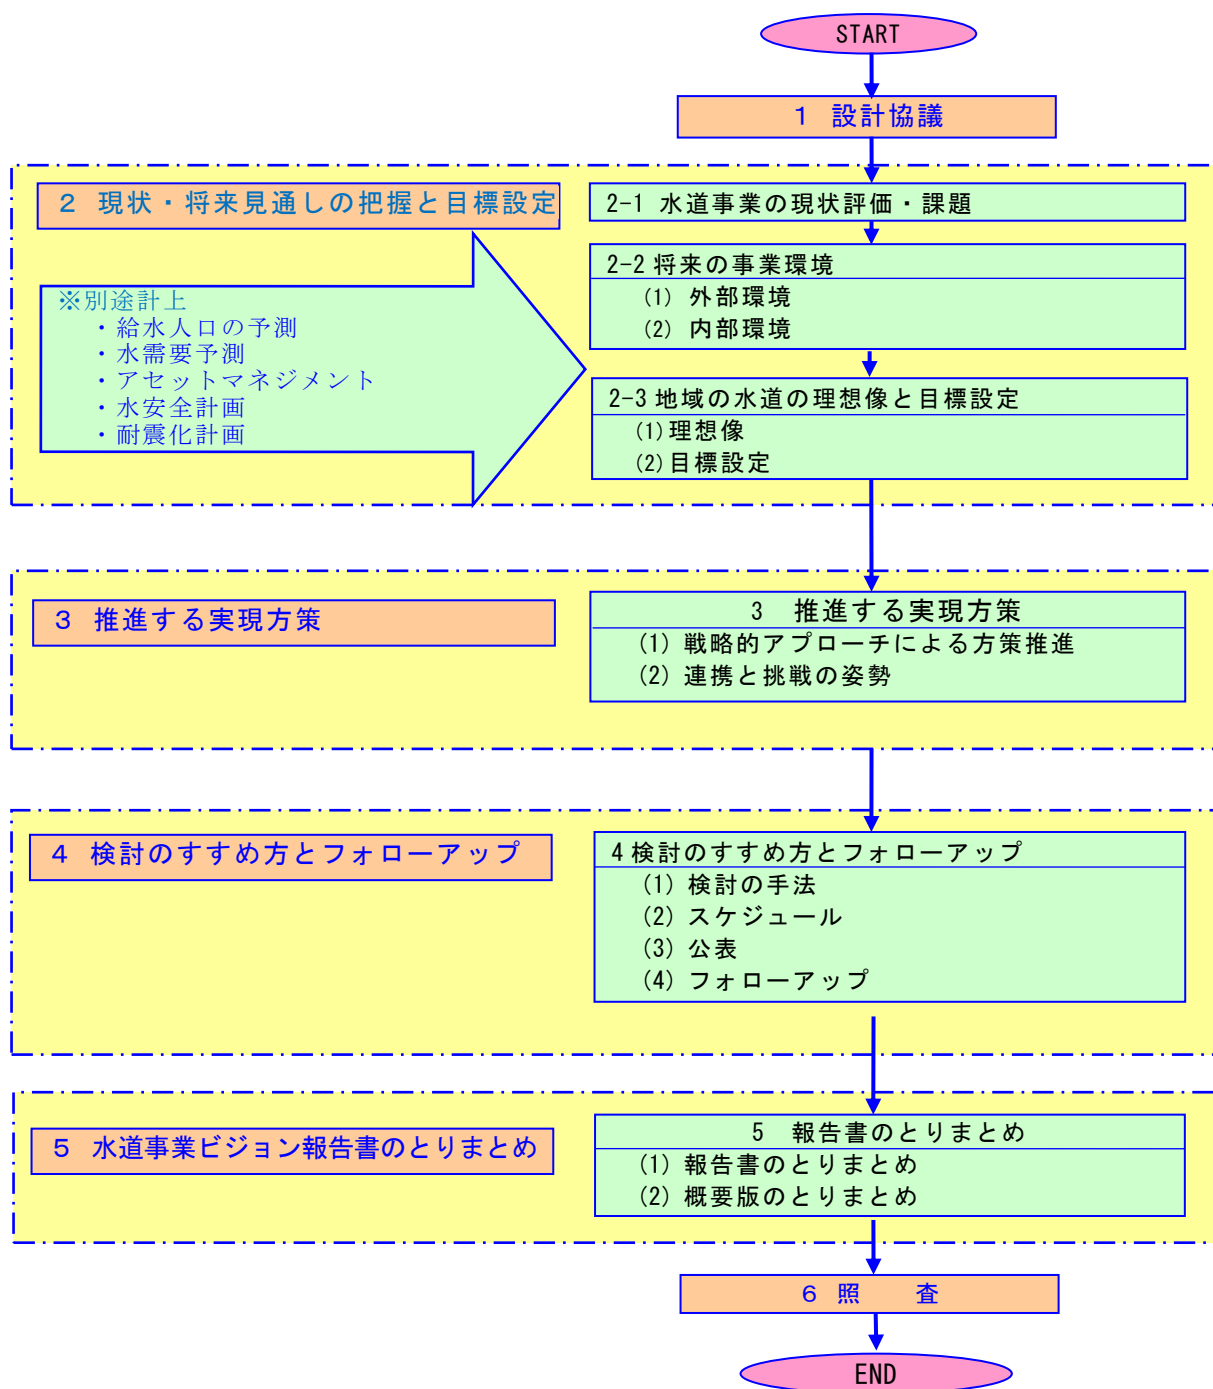 START
1 設計協議
2 現状・将来見通しの把握と目標設定
2-1 水道事業の現状評価・課題
2-2 将来の事業環境
(1) 外部環境
(2) 内部環境
※別途計上
・給水人口の予測
・水需要予測
・アセットマネジメント
・水安全計画
・耐震化計画
2-3 地域の水道の理想像と目標設定
(1) 理想像
(2) 目標設定
3 推進する実現方策
3 推進する実現方策
(1) 戦略的アプローチによる方策推進
(2) 連携と挑戦の姿勢
4 検討のすすめ方とフォローアップ
4 検討のすすめ方とフォローアップ
(1) 検討の手法
(2) スケジュール
(3) 公表
(4) フォローアップ
5 水道事業ビジョン報告書のとりまとめ
5 報告書のとりまとめ
(1) 報告書のとりまとめ
(2) 概要版のとりまとめ
6 照　査
END